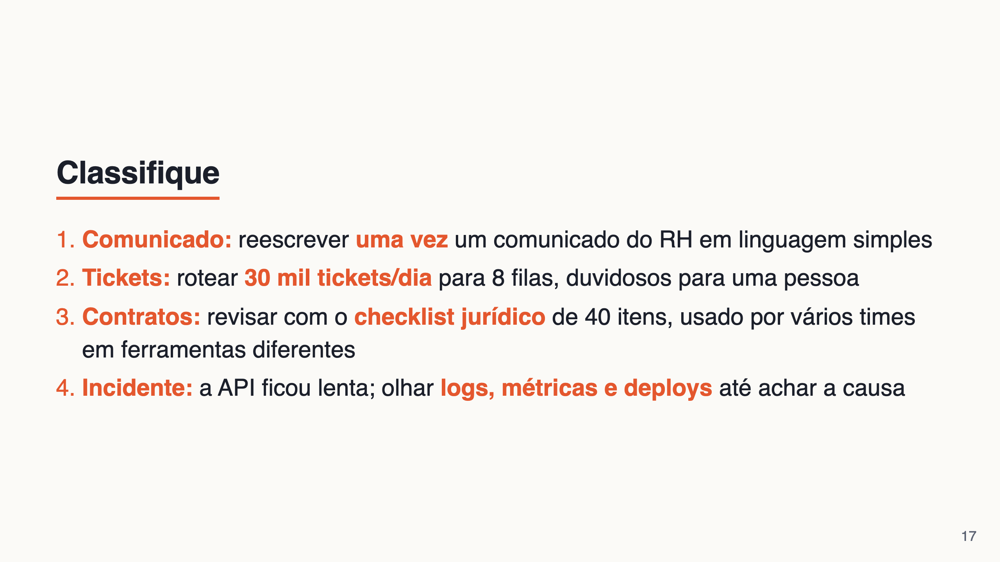 Classifique
1. Comunicado: reescrever uma vez um comunicado do RH em linguagem simples
2. Tickets: rotear 30 mil tickets/dia para 8 filas, duvidosos para uma pessoa
3. Contratos: revisar com o checklist jurídico de 40 itens, usado por vários times
em ferramentas diferentes
4. Incidente: a API ficou lenta; olhar logs, métricas e deploys até achar a causa
17